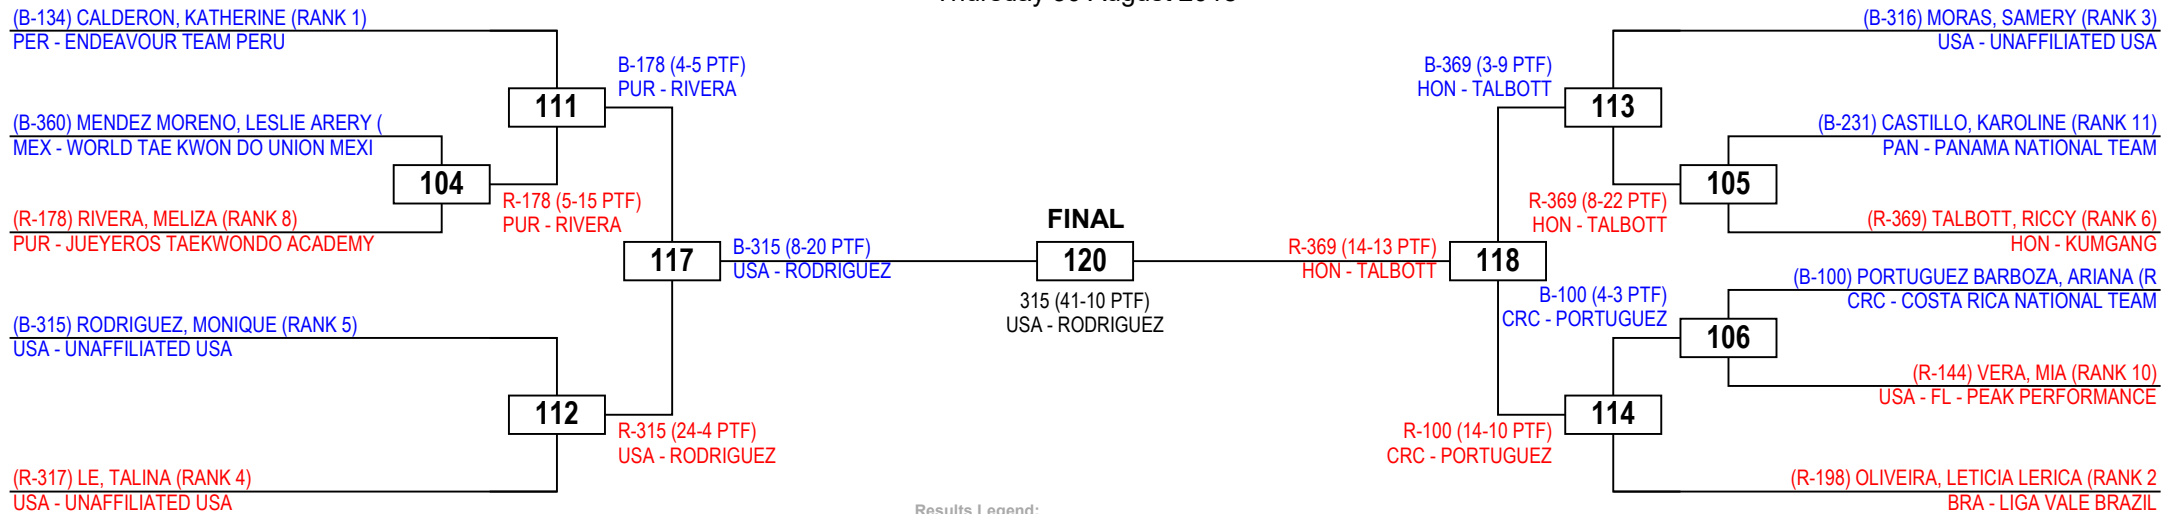 (B-134) CALDERON, KATHERINE (RANK 1)
PER - ENDEAVOUR TEAM PERU
(B-360) MENDEZ MORENO, LESLIE ARERY (
MEX - WORLD TAE KWON DO UNION MEXI
(R-178) RIVERA, MELIZA (RANK 8)
PUR - JUEYEROS TAEKWONDO ACADEMY
(B-315) RODRIGUEZ, MONIQUE (RANK 5)
USA - UNAFFILIATED USA
(R-317) LE, TALINA (RANK 4)
USA - UNAFFILIATED USA
104
R-178 (5-15 PTF)
PUR - RIVERA
111
B-178 (4-5 PTF)
PUR - RIVERA
112
R-315 (24-4 PTF)
USA - RODRIGUEZ
117
B-315 (8-20 PTF)
USA - RODRIGUEZ
FINAL
120
315 (41-10 PTF)
USA - RODRIGUEZ
R-369 (14-13 PTF)
HON - TALBOTT
118
B-369 (3-9 PTF)
HON - TALBOTT
113
R-369 (8-22 PTF)
HON - TALBOTT
105
B-100 (4-3 PTF)
CRC - PORTUGUEZ
106
R-100 (14-10 PTF)
CRC - PORTUGUEZ
114
(B-316) MORAS, SAMERY (RANK 3)
USA - UNAFFILIATED USA
(B-231) CASTILLO, KAROLINE (RANK 11)
PAN - PANAMA NATIONAL TEAM
(R-369) TALBOTT, RICCY (RANK 6)
HON - KUMGANG
(B-100) PORTUGUEZ BARBOZA, ARIANA (R
CRC - COSTA RICA NATIONAL TEAM
(R-144) VERA, MIA (RANK 10)
USA - FL - PEAK PERFORMANCE
(R-198) OLIVEIRA, LETICIA LERICA (RANK 2
BRA - LIGA VALE BRAZIL
Results Legend: